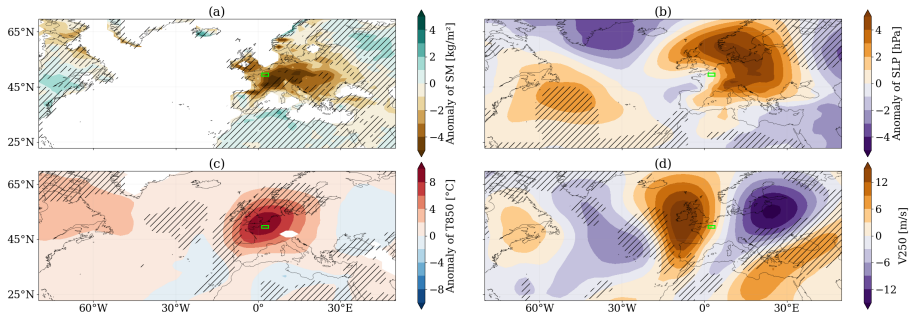 (a)
(b)
65°N
45°N
25°N
4
2
0
−2
−4
Anomaly of SM [kg/m²]
4
2
0
−2
−4
Anomaly of SLP [hPa]
(c)
(d)
65°N
45°N
25°N
60°W
0°
30°E
8
4
0
−4
−8
Anomaly of T850 [°C]
60°W
0°
30°E
12
6
0
−6
−12
V250 [m/s]